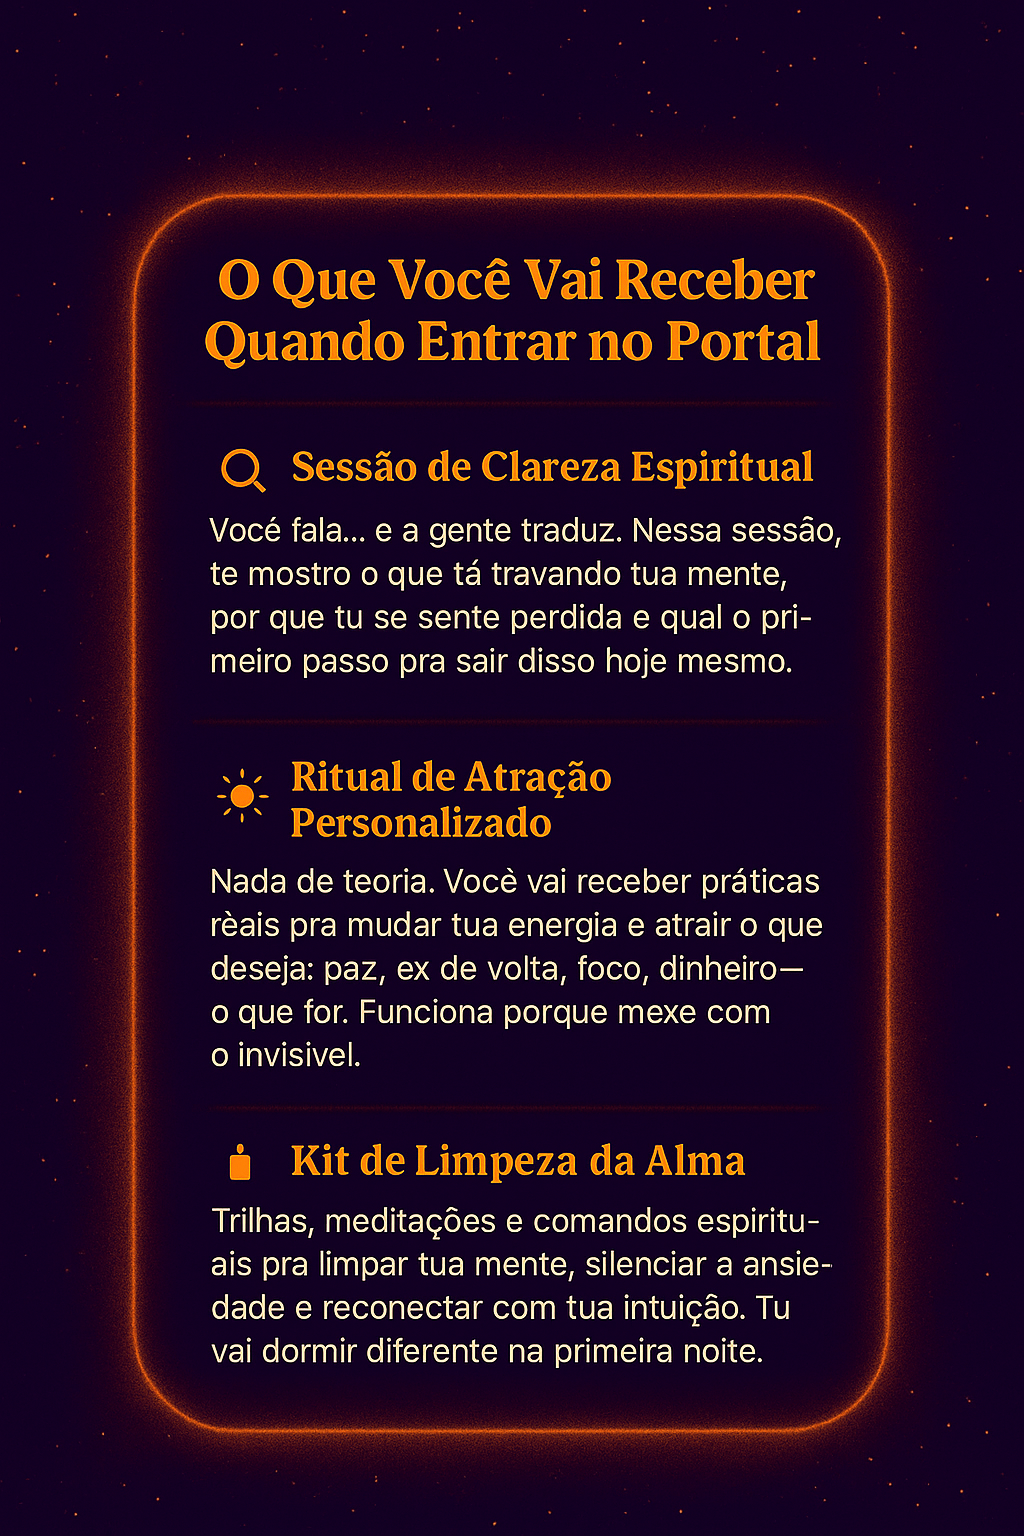 O Que Você Vai Receber
Quando Entrar no Portal
Sessão de Clareza Espiritual
Vocé fala... e a gente traduz. Nessa sessâo,
te mostro o que tá travando tua mente,
por que tu se sente perdida e qual o pri-
meiro passo pra sair disso hoje mesmo.
Ritual de Atração
Personalizado
Nada de teoria. Vocè vai receber práticas
rèais pra mudar tua energia e atrair o que
deseja: paz, ex de volta, foco, dinheiro—
o que for. Funciona porque mexe com
o invisivel.
Kit de Limpeza da Alma
Trilhas, meditaçôes e comandos espiritu-
ais pra limpar tua mente, silenciar a ansie-
dade e reconectar com tua intuiçâo. Tu
vai dormir diferente na primeira noite.